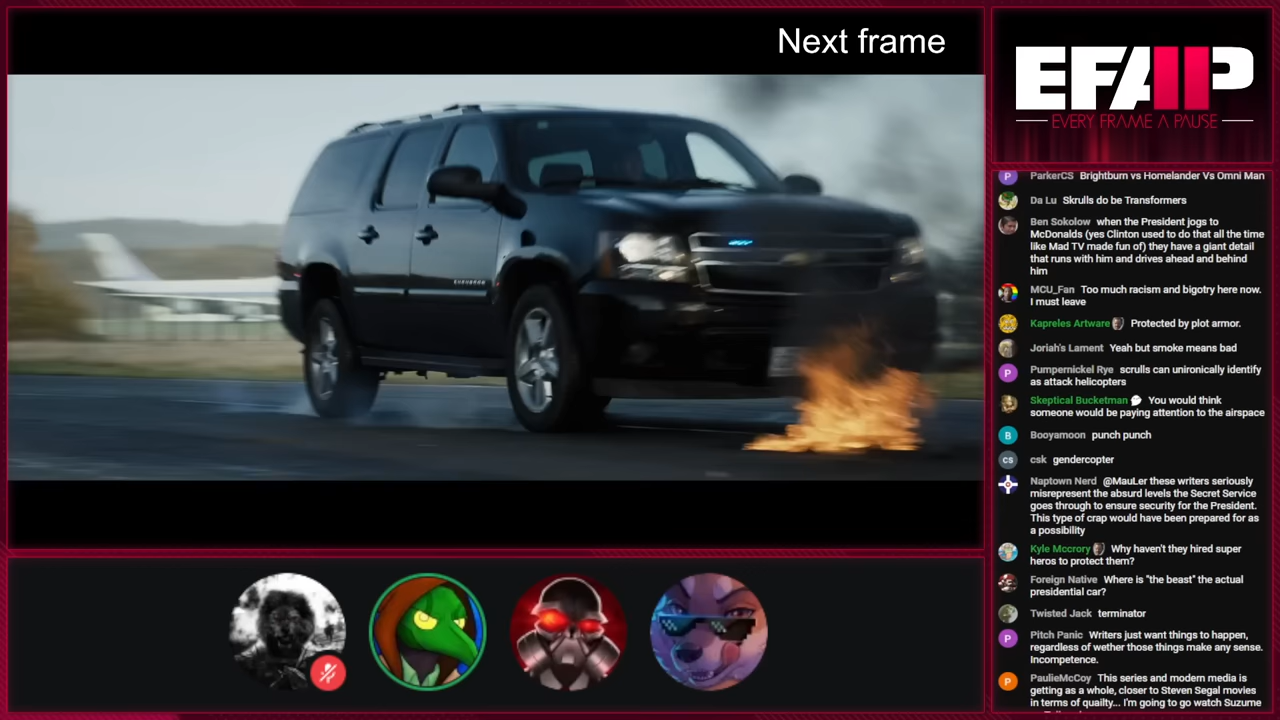 Next frame
EFAP
EVERY FRAME A PAUSE
SUBURBAN
P ParkerCS Brightburn vs Homelander Vs Omni Man
Da Lu Skrulls do be Transformers
Ben Sokolow when the President jogs to
McDonalds (yes Clinton used to do that all the time
like Mad TV made fun of) they have a giant detail
that runs with him and drives ahead and behind
him
MCU_Fan Too much racism and bigotry here now.
I must leave
Kapreles Artware Protected by plot armor.
Joriah's Lament Yeah but smoke means bad
P Pumpernickel Rye scrulls can unironically identify
as attack helicopters
Skeptical Bucketman You would think
someone would be paying attention to the airspace
B Booyamoon punch punch
cs csk gendercopter
Naptown Nerd @MauLer these writers seriously
misrepresent the absurd levels the Secret Service
goes through to ensure security for the President.
This type of crap would have been prepared for as
a possibility
Kyle Mccrory Why haven't they hired super
heros to protect them?
Foreign Native Where is "the beast" the actual
presidential car?
Twisted Jack terminator
P Pitch Panic Writers just want things to happen,
regardless of wether those things make any sense.
Incompetence.
P PaulieMcCoy This series and modern media is
getting as a whole, closer to Steven Segal movies
in terms of quailty... I'm going to go watch Suzume